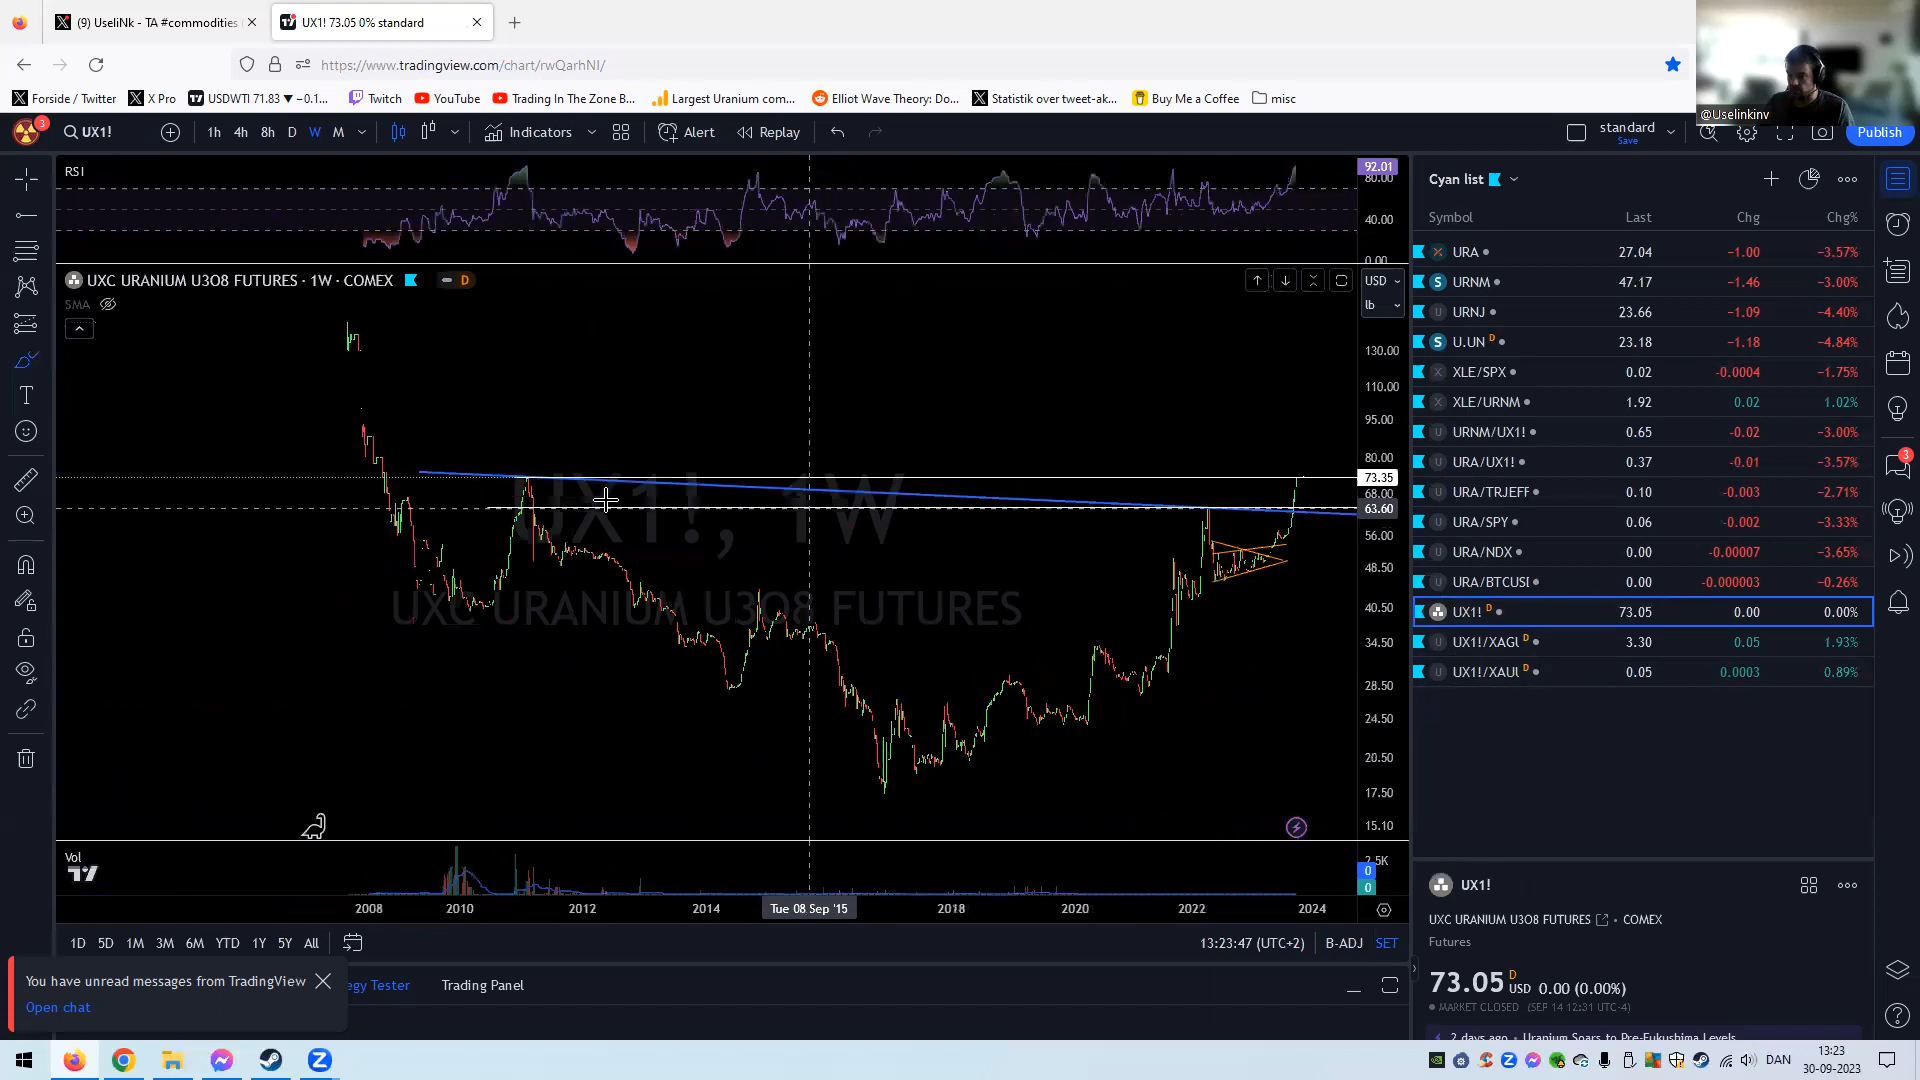 (9) UseliNk - TA #commodities
UX1! 73.05 0% standard
https://www.tradingview.com/chart/rwQarhNI/
Forside / Twitter
X Pro
USDWTI 71.83 ▼ −0.1...
Twitch
YouTube
Trading In The Zone B...
Largest Uranium com...
Elliot Wave Theory: Do...
Statistik over tweet-ak...
Buy Me a Coffee
misc
@Uselinkinv
3
UX1!
1h 4h 8h D W M
Indicators
Alert
Replay
standard
Save
Publish
RSI
92.01
80.00
40.00
0.00
UXC URANIUM U3O8 FUTURES · 1W · COMEX
D
SMA
USD
lb
UX1!, 1W
UXC URANIUM U3O8 FUTURES
130.00
110.00
95.00
80.00
73.35
68.00
63.60
56.00
48.50
40.50
34.50
28.50
24.50
20.50
17.50
15.10
Vol
2.5K
0
0
2008 2010 2012 2014 Tue 08 Sep '15 2018 2020 2022 2024
1D 5D 1M 3M 6M YTD 1Y 5Y All
13:23:47 (UTC+2) B-ADJ SET
You have unread messages from TradingView
Open chat
egy Tester
Trading Panel
Cyan list
Symbol Last Chg Chg%
URA 27.04 −1.00 −3.57%
URNM 47.17 −1.46 −3.00%
URNJ 23.66 −1.09 −4.40%
U.UN D 23.18 −1.18 −4.84%
XLE/SPX 0.02 -0.0004 −1.75%
XLE/URNM 1.92 0.02 1.02%
URNM/UX1! 0.65 -0.02 −3.00%
URA/UX1! 0.37 -0.01 −3.57%
URA/TRJEFF 0.10 -0.003 −2.71%
URA/SPY 0.06 -0.002 −3.33%
URA/NDX 0.00 -0.00007 −3.65%
URA/BTCUSI 0.00 -0.000003 −0.26%
UX1! D 73.05 0.00 0.00%
UX1!/XAGU D 3.30 0.05 1.93%
UX1!/XAUU D 0.05 0.0003 0.89%
3
UX1!
UXC URANIUM U3O8 FUTURES · COMEX
Futures
73.05 D USD 0.00 (0.00%)
MARKET CLOSED (SEP 14 12:31 UTC-4)
2 days ago · Uranium Soars to Pre-Fukushima Levels
DAN
13:23
30-09-2023